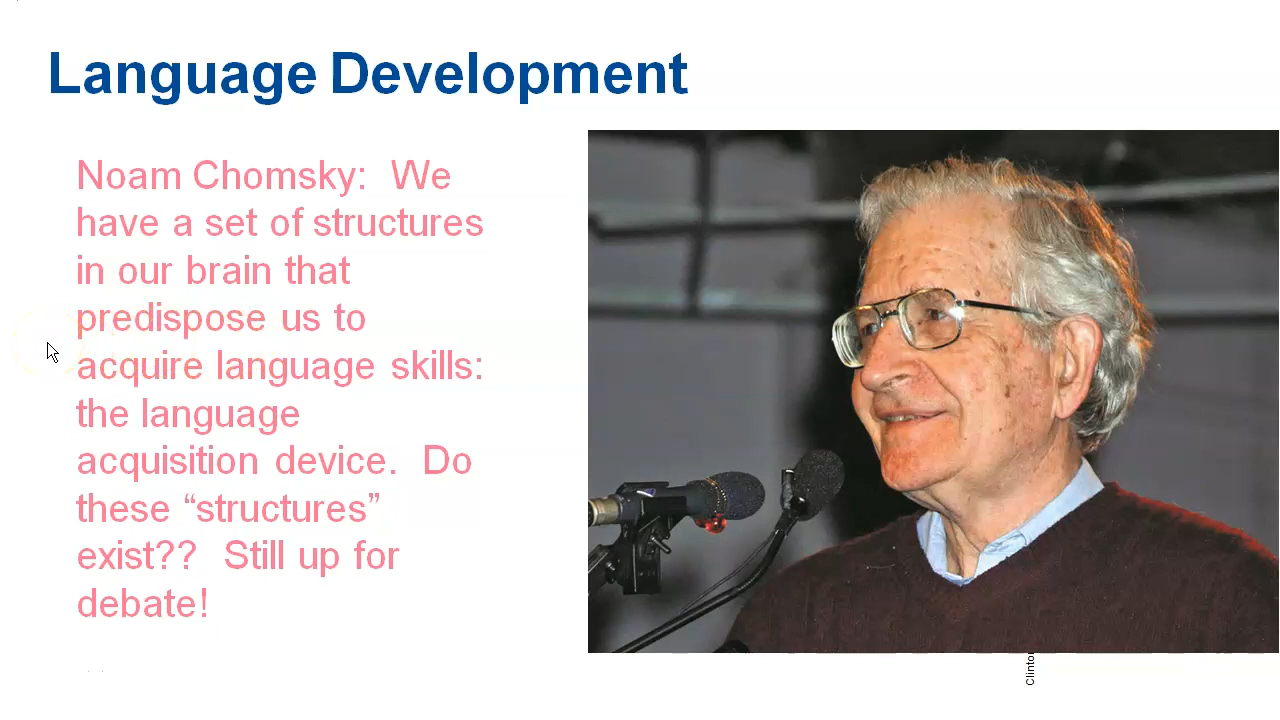 Language Development
Noam Chomsky: We
have a set of structures
in our brain that
predispose us to
acquire language skills:
the language
acquisition device. Do
these “structures”
exist?? Still up for
debate!
Clinton